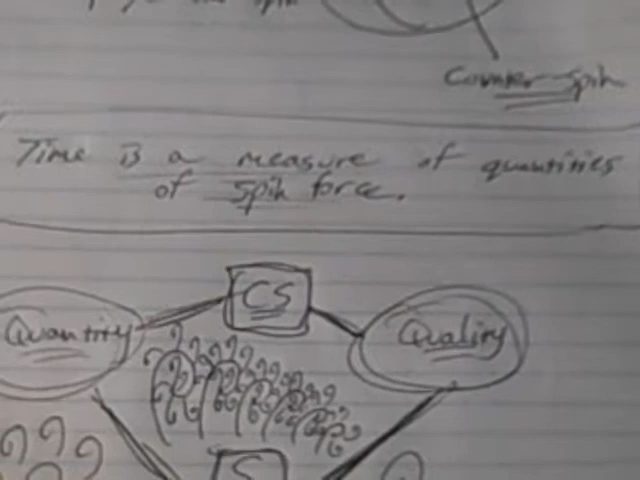 Counter-Spin
Time is a measure of quantities
of Spin force.
CS
Quantity
Quality
S